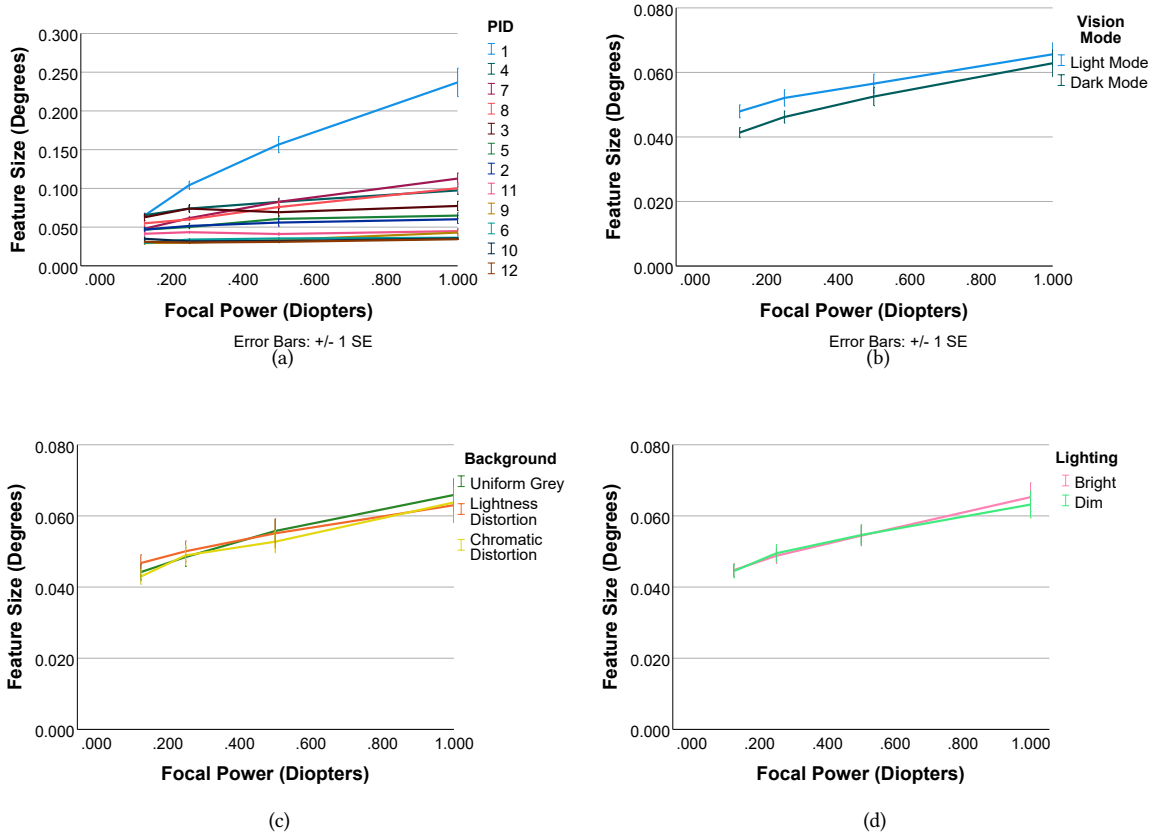 PID
0.300
0.250
0.200
0.150
0.100
0.050
0.000
Feature Size (Degrees)
.000 .200 .400 .600 .800 1.000
Focal Power (Diopters)
Error Bars: +/- 1 SE
1
4
7
8
3
5
2
11
9
6
10
12
(a)
0.080
0.060
0.040
0.020
0.000
Feature Size (Degrees)
.000 .200 .400 .600 .800 1.000
Focal Power (Diopters)
Error Bars: +/- 1 SE
Vision
Mode
Light Mode
Dark Mode
(b)
0.080
0.060
0.040
0.020
0.000
Feature Size (Degrees)
.000 .200 .400 .600 .800 1.000
Focal Power (Diopters)
Background
Uniform Grey
Lightness
Distortion
Chromatic
Distortion
(c)
0.080
0.060
0.040
0.020
0.000
Feature Size (Degrees)
.000 .200 .400 .600 .800 1.000
Focal Power (Diopters)
Lighting
Bright
Dim
(d)